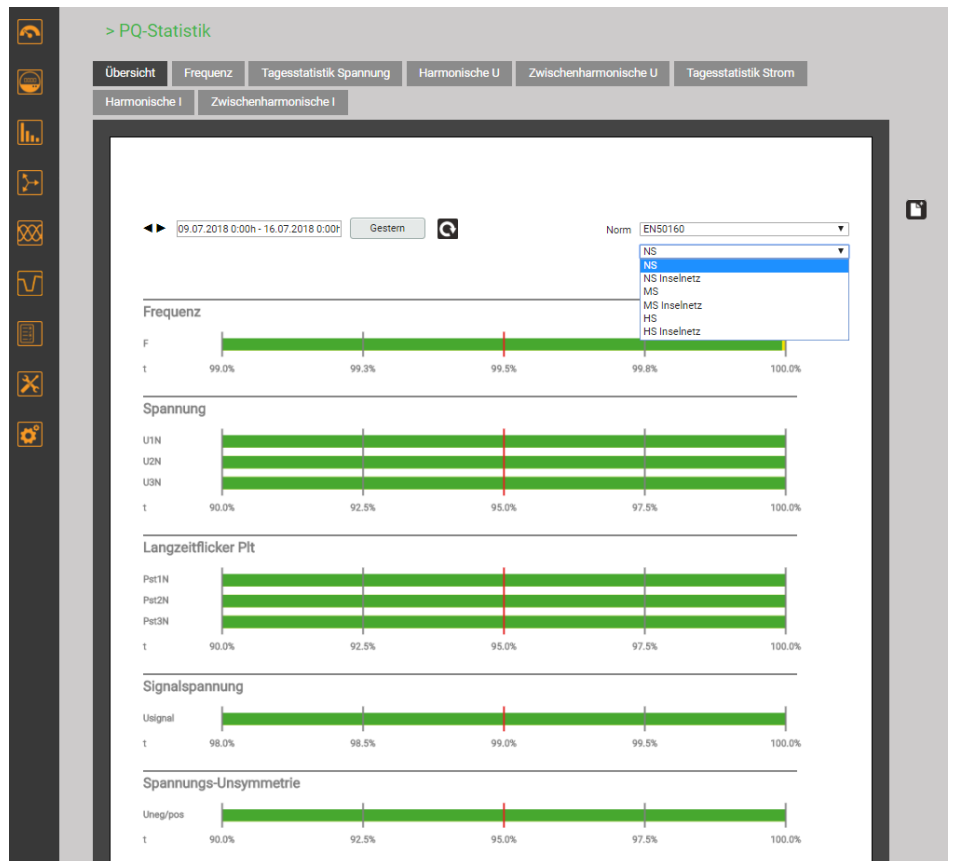 > PQ-Statistik
Übersicht Frequenz Tagesstatistik Spannung Harmonische U Zwischenharmonische U Tagesstatistik Strom
Harmonische I Zwischenharmonische I
09.07.2018 0:00h - 16.07.2018 0:00h Gestern Norm EN50160
NS
NS
NS Inselnetz
MS
MS Inselnetz
HS
HS Inselnetz
Frequenz
F
t 99.0% 99.3% 99.5% 99.8% 100.0%
Spannung
U1N
U2N
U3N
t 90.0% 92.5% 95.0% 97.5% 100.0%
Langzeitflicker Plt
Pst1N
Pst2N
Pst3N
t 90.0% 92.5% 95.0% 97.5% 100.0%
Signalspannung
Usignal
t 98.0% 98.5% 99.0% 99.5% 100.0%
Spannungs-Unsymmetrie
Uneg/pos
t 90.0% 92.5% 95.0% 97.5% 100.0%